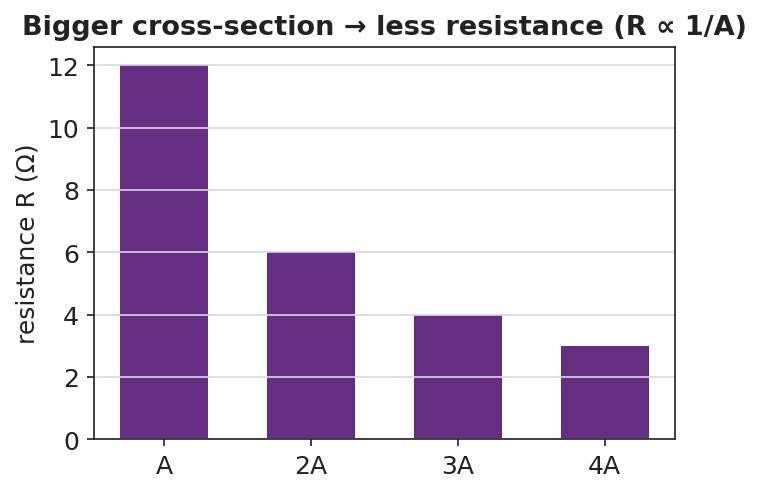 Bigger cross-section → less resistance (R ∝ 1/A)
resistance R (Ω)
12
10
8
6
4
2
0
A 2A 3A 4A